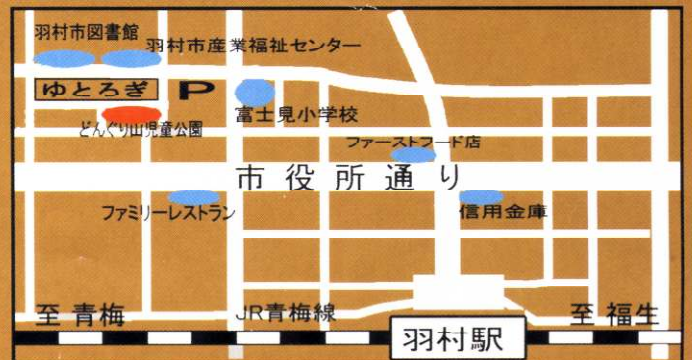 羽村市図書館
羽村市産業福祉センター
ゆとろぎ
P
富士見小学校
どんぐり山児童公園
ファーストフード店
市役所通り
ファミリーレストラン
信用金庫
至 青梅
JR青梅線
至 福生
羽村駅